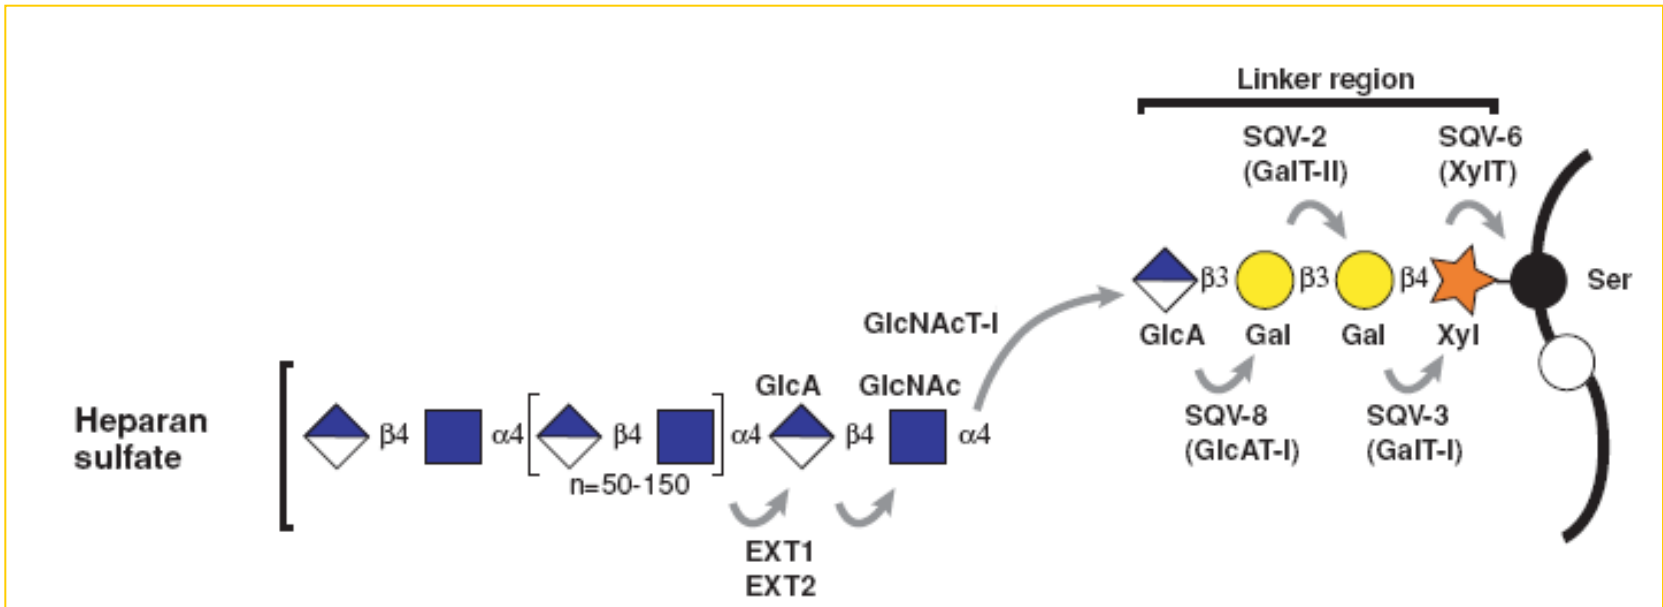 Linker region
SQV-2
(GalT-II)
SQV-6
(XylT)
β3
β3
β4
Ser
GlcA
Gal
Gal
Xyl
SQV-8
(GlcAT-I)
SQV-3
(GalT-I)
GlcNAcT-I
GlcA
GlcNAc
Heparan
sulfate
β4
α4
β4
α4
β4
α4
n=50-150
EXT1
EXT2